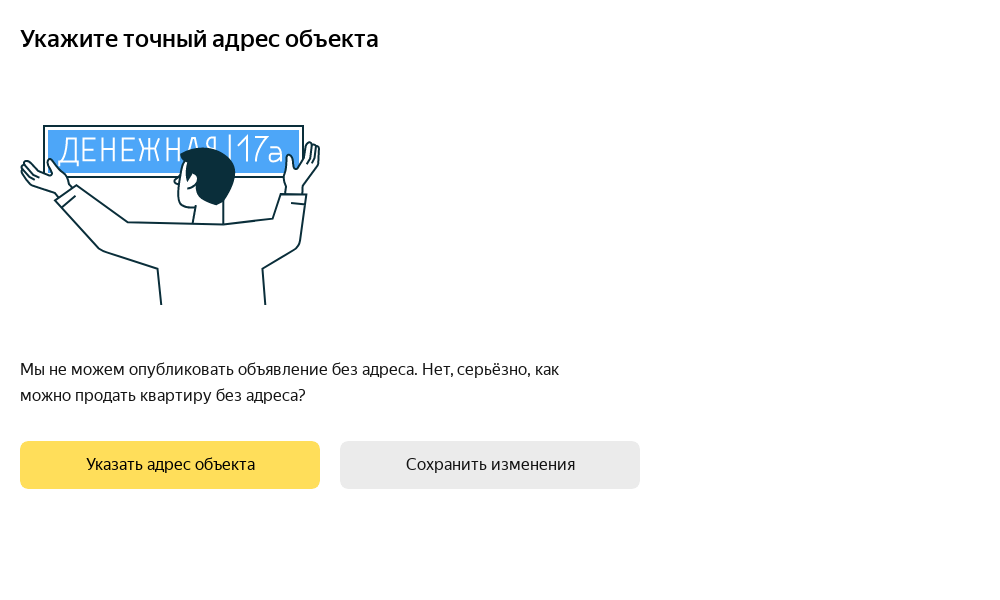 Укажите точный адрес объекта
ДЕНЕЖНАЯ 17а
Мы не можем опубликовать объявление без адреса. Нет, серьёзно, как
можно продать квартиру без адреса?
Указать адрес объекта
Сохранить изменения